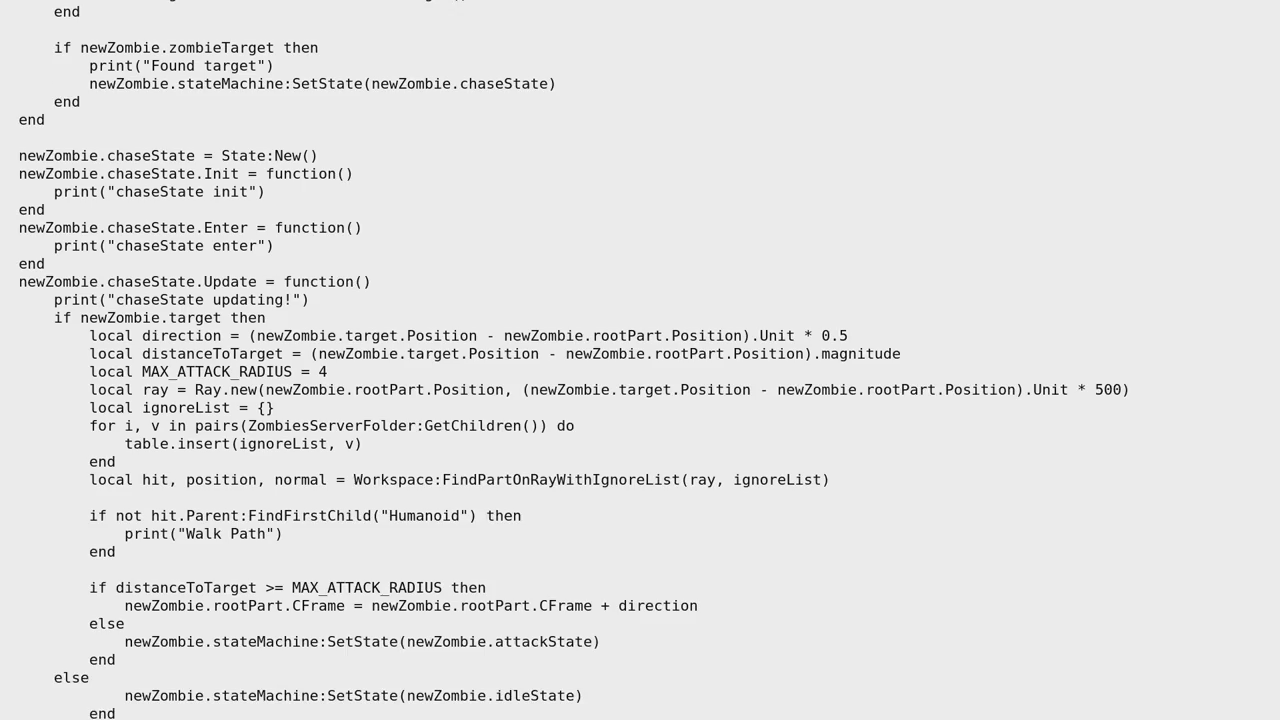 end
if newZombie.zombieTarget then
print("Found target")
newZombie.stateMachine:SetState(newZombie.chaseState)
end
end
newZombie.chaseState = State:New()
newZombie.chaseState.Init = function()
print("chaseState init")
end
newZombie.chaseState.Enter = function()
print("chaseState enter")
end
newZombie.chaseState.Update = function()
print("chaseState updating!")
if newZombie.target then
local direction = (newZombie.target.Position - newZombie.rootPart.Position).Unit * 0.5
local distanceToTarget = (newZombie.target.Position - newZombie.rootPart.Position).magnitude
local MAX_ATTACK_RADIUS = 4
local ray = Ray.new(newZombie.rootPart.Position, (newZombie.target.Position - newZombie.rootPart.Position).Unit * 500)
local ignoreList = {}
for i, v in pairs(ZombiesServerFolder:GetChildren()) do
table.insert(ignoreList, v)
end
local hit, position, normal = Workspace:FindPartOnRayWithIgnoreList(ray, ignoreList)
if not hit.Parent:FindFirstChild("Humanoid") then
print("Walk Path")
end
if distanceToTarget >= MAX_ATTACK_RADIUS then
newZombie.rootPart.CFrame = newZombie.rootPart.CFrame + direction
else
newZombie.stateMachine:SetState(newZombie.attackState)
end
else
newZombie.stateMachine:SetState(newZombie.idleState)
end